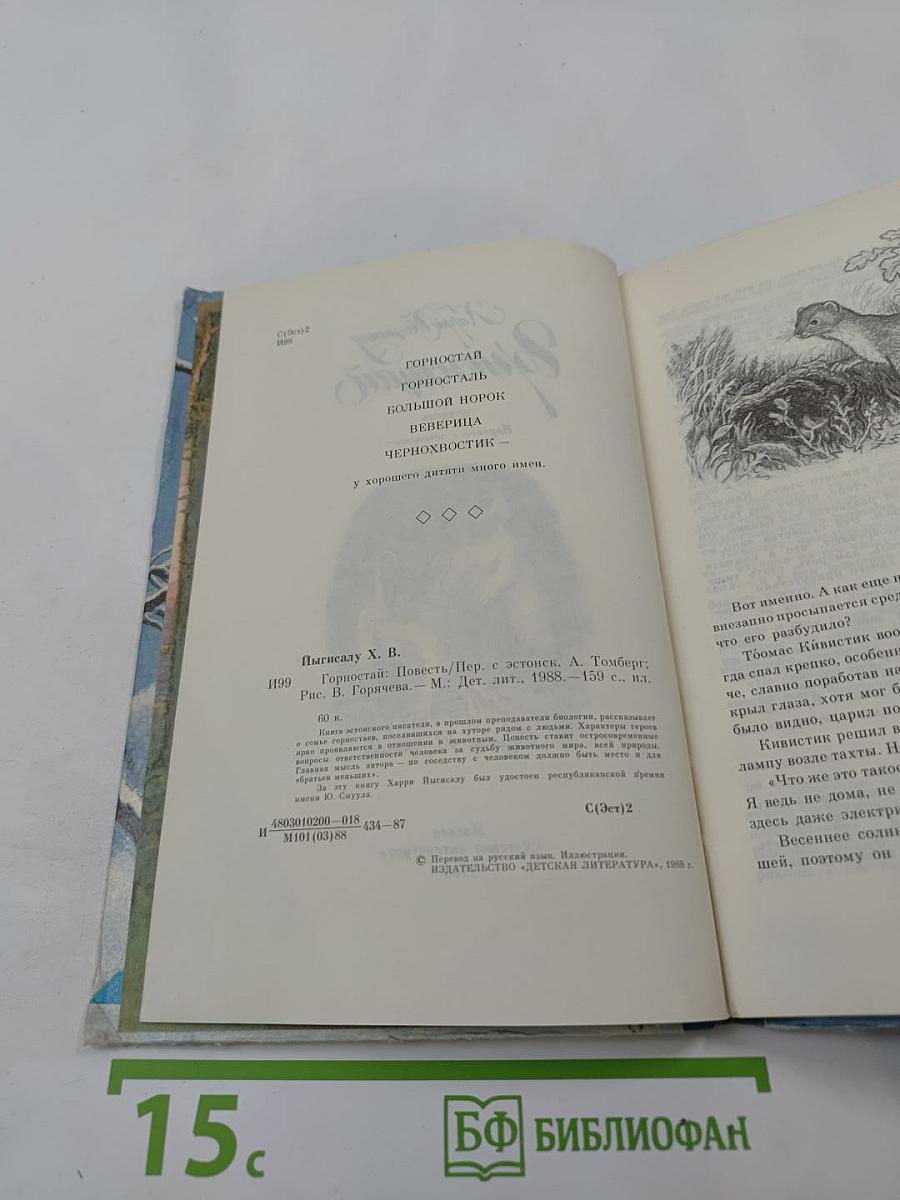 С(Эст)2
И99
ГОРНОСТАЙ
ГОРНОСТАЛЬ
БОЛЬШОЙ НОРОК
ВЕВЕРИЦА
ЧЕРНОХВОСТИК —
у хорошего дитяти много имен.
Йыгисалу Х. В.
И99 Горностай: Повесть/Пер. с эстонск. А. Томберг;
Рис. В. Горячева.— М.: Дет. лит., 1988.—159 с., ил.
60 к.
Книга эстонского писателя, в прошлом преподавателя биологии, рассказывает
о семье горностаев, поселившихся на хуторе рядом с людьми. Характеры героев
ярко проявляются в отношении к животным. Повесть ставит остросовременные
вопросы ответственности человека за судьбу животного мира, всей природы.
Главная мысль автора — по соседству с человеком должно быть место и для
«братьев меньших».
За эту книгу Харри Йыгисалу был удостоен республиканской премии
имени Ю. Смуула.
И 4803010200—018 434—87
М101(03)88
С(Эст)2
© Перевод на русский язык. Иллюстрации.
ИЗДАТЕЛЬСТВО «ДЕТСКАЯ ЛИТЕРАТУРА», 1988 г.
Вот именно. А как еще н
внезапно просыпается сред
что его разбудило?
То́омас Ки́вистик воо
гда спал крепко, особен
че, славно поработав на
крыл глаза, хотя мог б
было видно, царил по
Кивистик решил в
лампу возле тахты. Н
«Что же это такое
Я ведь не дома, не
здесь даже электри
Весеннее солны
шей, поэтому он
15 с
БФ БИБЛИОФАН